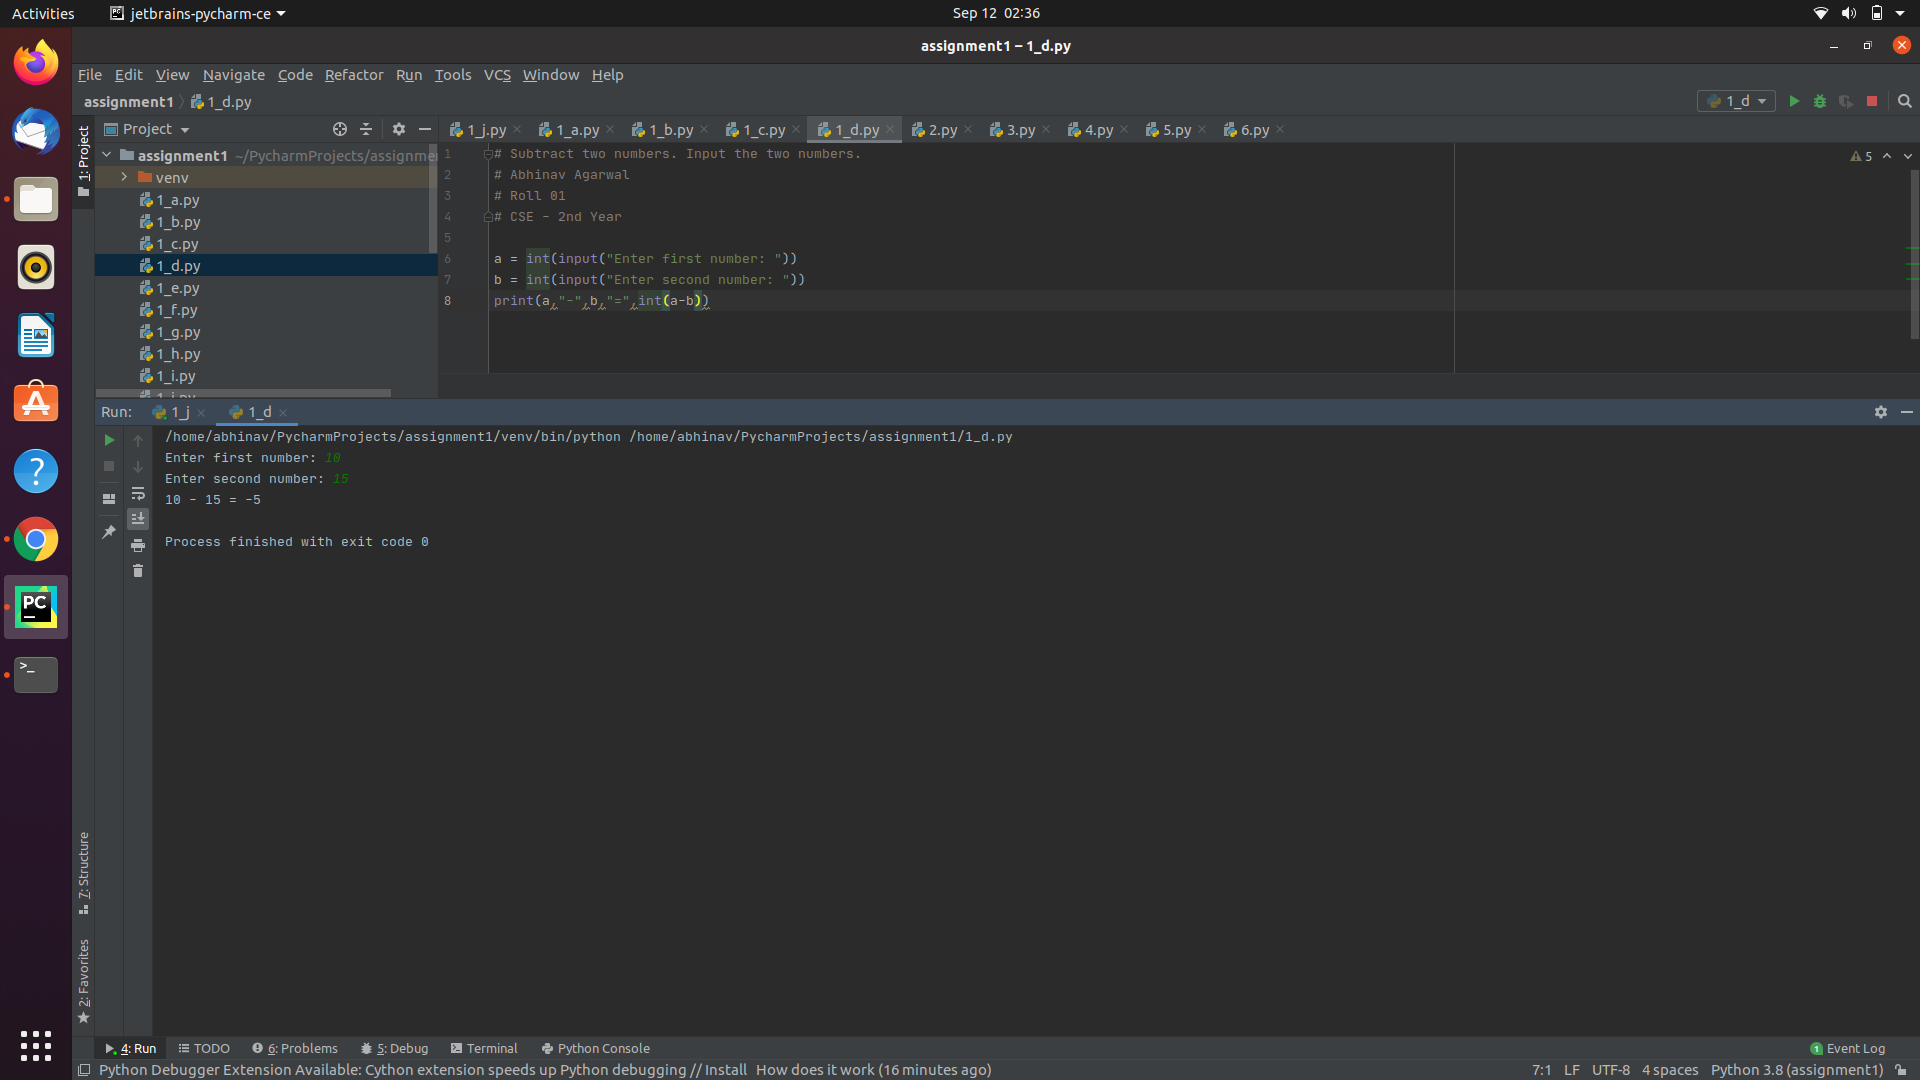 Activities
jetbrains-pycharm-ce
Sep 12 02:36
assignment1 – 1_d.py
File Edit View Navigate Code Refactor Run Tools VCS Window Help
assignment1 1_d.py
1_d
Project
1_j.py 1_a.py 1_b.py 1_c.py 1_d.py 2.py 3.py 4.py 5.py 6.py
1: Project
assignment1 ~/PycharmProjects/assignme
venv
1_a.py
1_b.py
1_c.py
1_d.py
1_e.py
1_f.py
1_g.py
1_h.py
1_i.py
1_j.py
1 # Subtract two numbers. Input the two numbers.
2 # Abhinav Agarwal
3 # Roll 01
4 # CSE - 2nd Year
5
6 a = int(input("Enter first number: "))
7 b = int(input("Enter second number: "))
8 print(a,"-",b,"=",int(a-b))
5
Run: 1_j 1_d
/home/abhinav/PycharmProjects/assignment1/venv/bin/python /home/abhinav/PycharmProjects/assignment1/1_d.py
Enter first number: 10
Enter second number: 15
10 - 15 = -5
Process finished with exit code 0
PC
>_
7: Structure
2: Favorites
4: Run TODO 6: Problems 5: Debug Terminal Python Console
1 Event Log
Python Debugger Extension Available: Cython extension speeds up Python debugging // Install How does it work (16 minutes ago)
7:1 LF UTF-8 4 spaces Python 3.8 (assignment1)